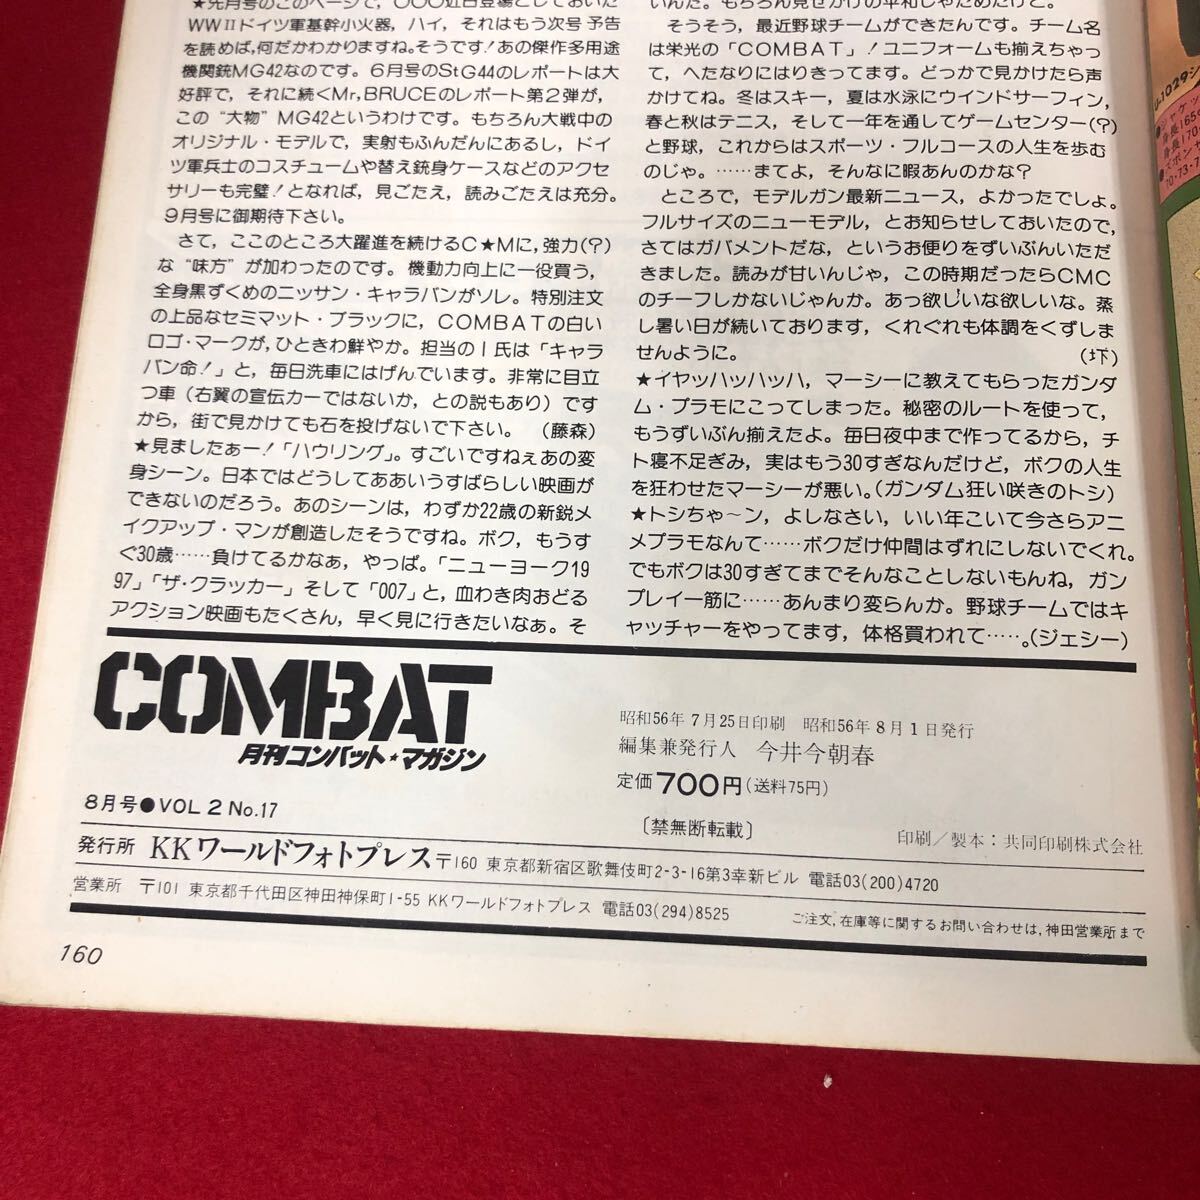 ★先月号のこのページで，○○○近日登場としておいた
WWⅡドイツ軍基幹小火器，ハイ，それはもう次号予告
を読めば，何だかわかりますね。そうです！あの傑作多用途
機関銃MG42なのです。6月号のStG44のレポートは大
好評で，それに続くMr,BRUCEのレポート第2弾が，
この“大物”MG42というわけです。もちろん大戦中の
オリジナル・モデルで，実射もふんだんにあるし，ドイ
ツ軍兵士のコスチュームや替え銃身ケースなどのアクセ
サリーも完璧！となれば，見ごたえ，読みごたえは充分。
9月号に御期待下さい。
さて，ここのところ大躍進を続けるC★Mに，強力(？)
な“味方”が加わったのです。機動力向上に一役買う，
全身黒ずくめのニッサン・キャラバンがソレ。特別注文
の上品なセミマット・ブラックに，COMBATの白い
ロゴ・マークが，ひときわ鮮やか。担当のI氏は「キャラ
バン命！」と，毎日洗車にはげんでいます。非常に目立
つ車（右翼の宣伝カーではないか，との説もあり）です
から，街で見かけても石を投げないで下さい。（藤森）
★見ましたぁー！「ハウリング」。すごいですねぇあの変
身シーン。日本ではどうしてああいうすばらしい映画が
できないのだろう。あのシーンは，わずか22歳の新鋭メ
イクアップ・マンが創造したそうですね。ボク，もうす
ぐ30歳……負けてるかなぁ，やっぱ。「ニューヨーク19
97」「ザ・クラッカー」そして「007」と，血わき肉おどる
アクション映画もたくさん，早く見に行きたいなぁ。そ
いんだ。もちろん見せかけの平和じゃだめだけど。
そうそう，最近野球チームができたんです。チーム名
は栄光の「COMBAT」！ユニフォームも揃えちゃっ
て，へたなりにはりきってます。どっかで見かけたら声
かけてね。冬はスキー，夏は水泳にウインドサーフィン，
春と秋はテニス，そして一年を通してゲームセンター(？)
と野球，これからはスポーツ・フルコースの人生を歩む
のじゃ。……まてよ，そんなに暇あんのかな？
ところで，モデルガン最新ニュース，よかったでしょ。
フルサイズのニューモデル，とお知らせしておいたので，
さてはガバメントだな，というお便りをずいぶんいただ
きました。読みが甘いんじゃ，この時期だったらCMC
のチーフしかないじゃんか。あっ欲しいな欲しいな。蒸
し暑い日が続いております，くれぐれも体調をくずしま
せんように。
★イヤッハッハッハ，マーシーに教えてもらったガンダ
ム・プラモにこってしまった。秘密のルートを使って，
もうずいぶん揃えたよ。毎日夜中まで作ってるから，チ
ト寝不足ぎみ，実はもう30すぎなんだけど，ボクの人生
を狂わせたマーシーが悪い。（ガンダム狂い咲きのトシ）
★トシちゃ〜ン，よしなさい，いい年こいて今さらアニ
メプラモなんて……ボクだけ仲間はずれにしないでくれ。
でもボクは30すぎてまでそんなことしないもんね，ガン
プレイ一筋に……あんまり変らんか。野球チームではキ
ャッチャーをやってます，体格買われて……。（ジェシー）
COMBAT
月刊コンバット★マガジン
8月号●VOL 2 No.17
昭和56年7月25日印刷　昭和56年8月1日発行
編集兼発行人　今井今朝春
定価700円（送料75円）
〔禁無断転載〕
印刷／製本：共同印刷株式会社
発行所 KKワールドフォトプレス 〒160 東京都新宿区歌舞伎町2-3-16第3幸新ビル 電話03(200)4720
営業所 〒101 東京都千代田区神田神保町1-55 KKワールドフォトプレス 電話03(294)8525
ご注文，在庫等に関するお問い合わせは，神田営業所まで
160